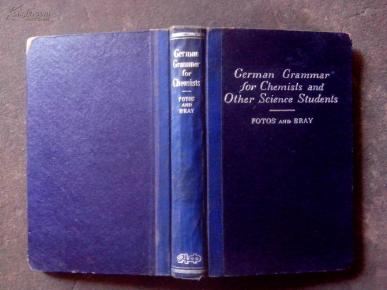 German
Grammar
for
Chemists
FOTOS
AND
BRAY
German Grammar
for Chemists and
Other Science Students
FOTOS AND BRAY